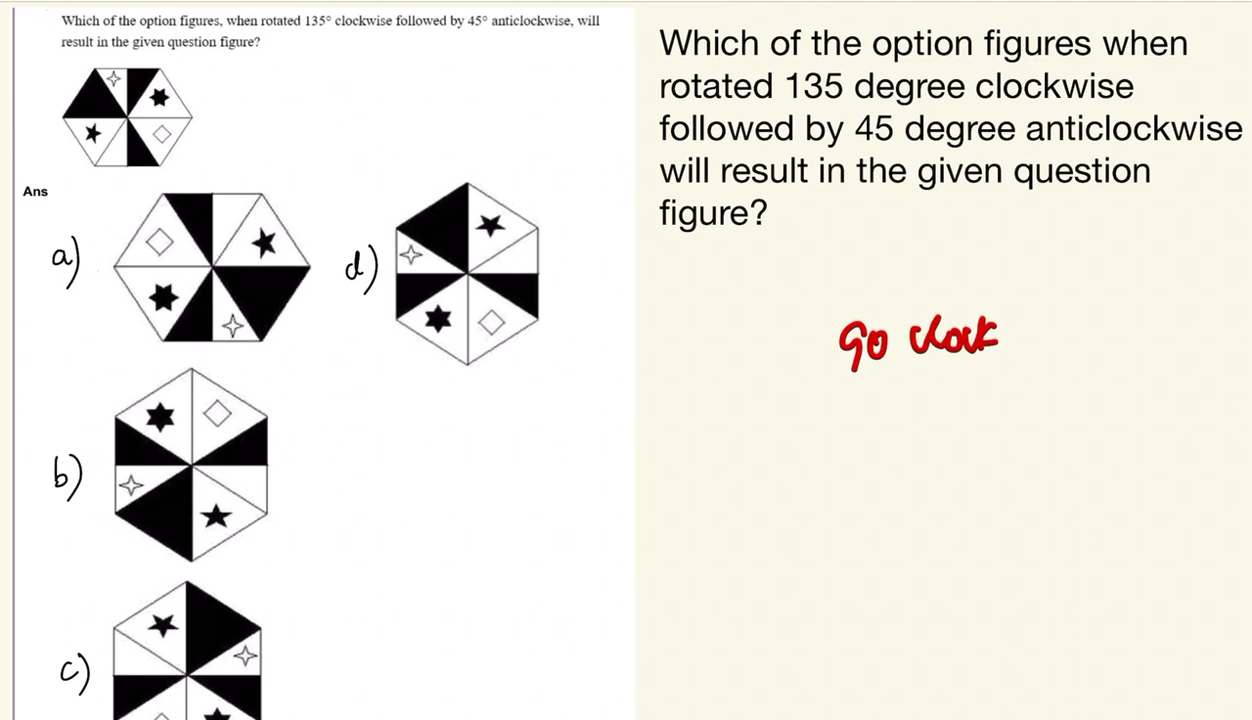 Which of the option figures, when rotated 135° clockwise followed by 45° anticlockwise, will
result in the given question figure?
Ans
a)
d)
b)
c)
Which of the option figures when
rotated 135 degree clockwise
followed by 45 degree anticlockwise
will result in the given question
figure?
90 clock